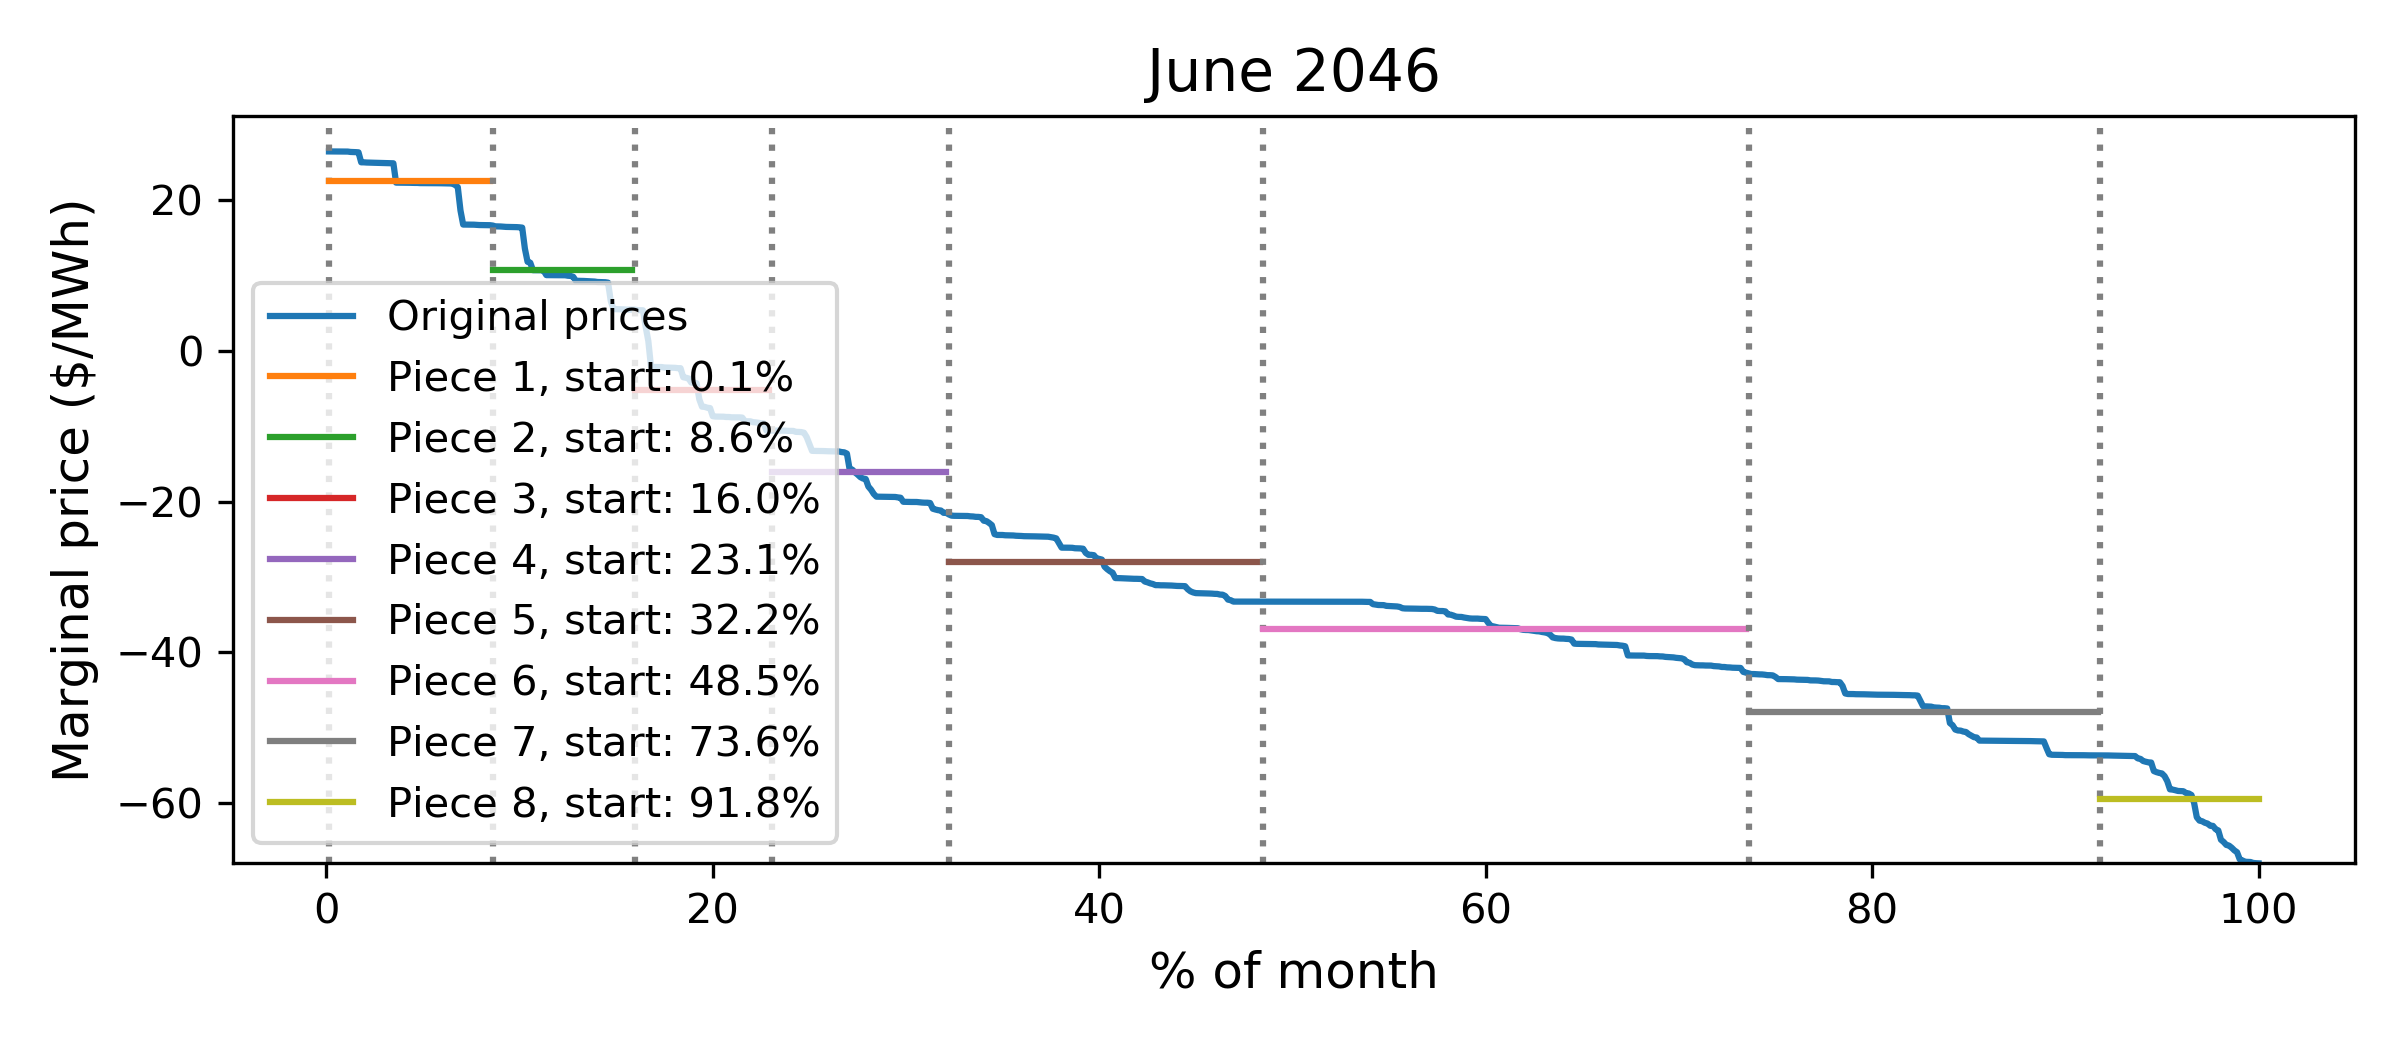 June 2046
Marginal price ($/MWh)
20
0
−20
−40
−60
Original prices
Piece 1, start: 0.1%
Piece 2, start: 8.6%
Piece 3, start: 16.0%
Piece 4, start: 23.1%
Piece 5, start: 32.2%
Piece 6, start: 48.5%
Piece 7, start: 73.6%
Piece 8, start: 91.8%
0 20 40 60 80 100
% of month